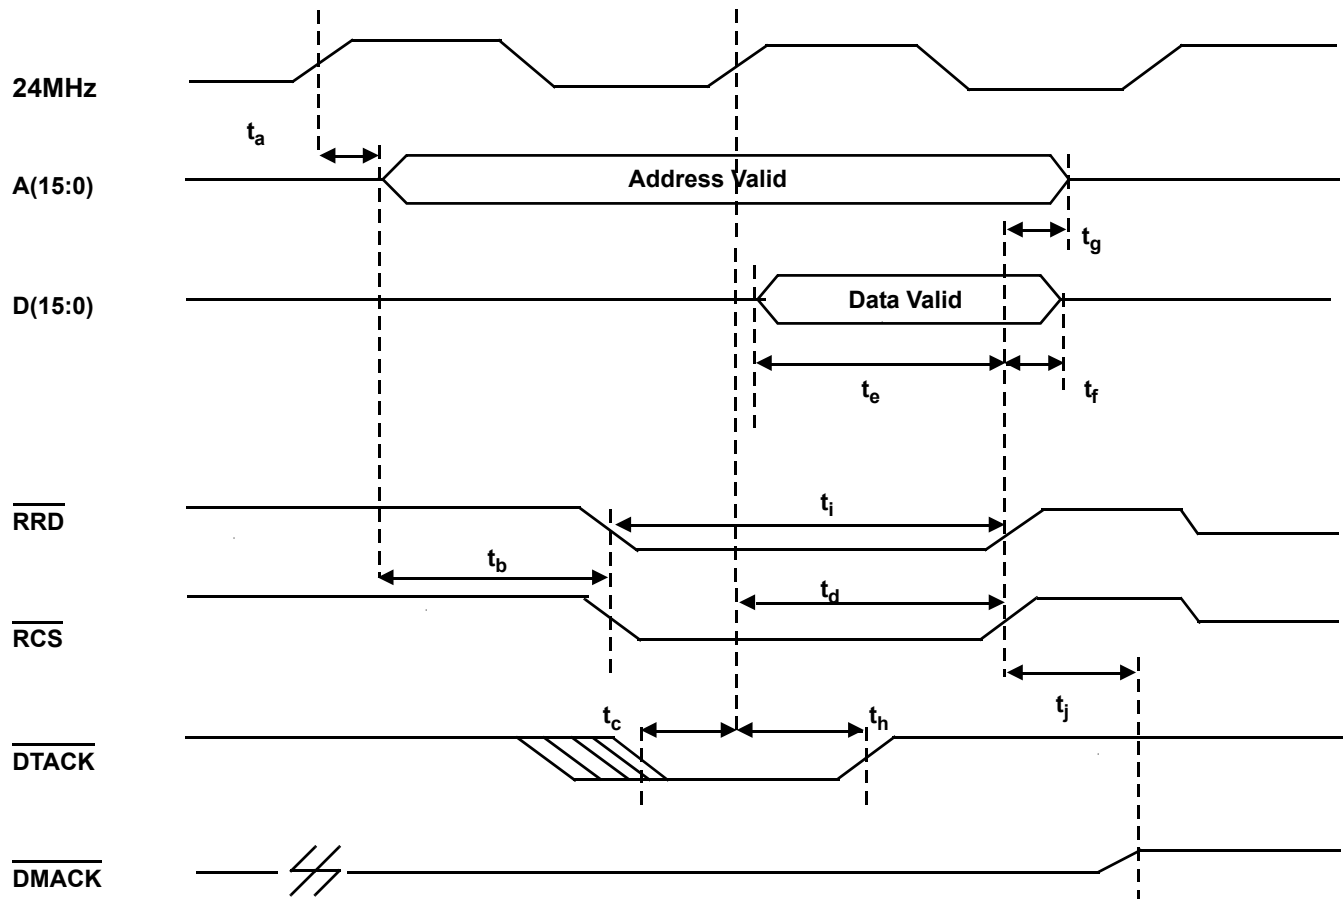 24MHz
ta
A(15:0)
Address Valid
tg
D(15:0)
Data Valid
te
tf
RRD
ti
tb
td
RCS
tj
tc
th
DTACK
DMACK